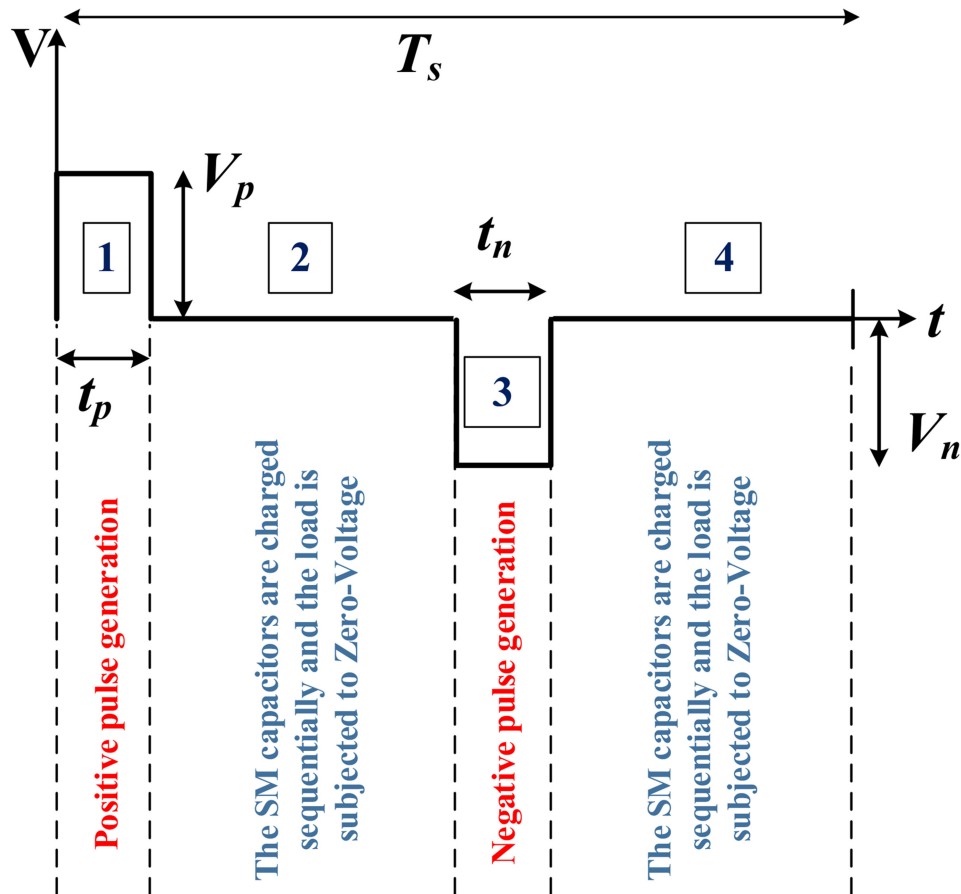 V
T_s
V_p
1
2
t_n
4
t
t_p
3
V_n
Positive pulse generation
The SM capacitors are charged
sequentially and the load is
subjected to Zero-Voltage
Negative pulse generation
The SM capacitors are charged
sequentially and the load is
subjected to Zero-Voltage